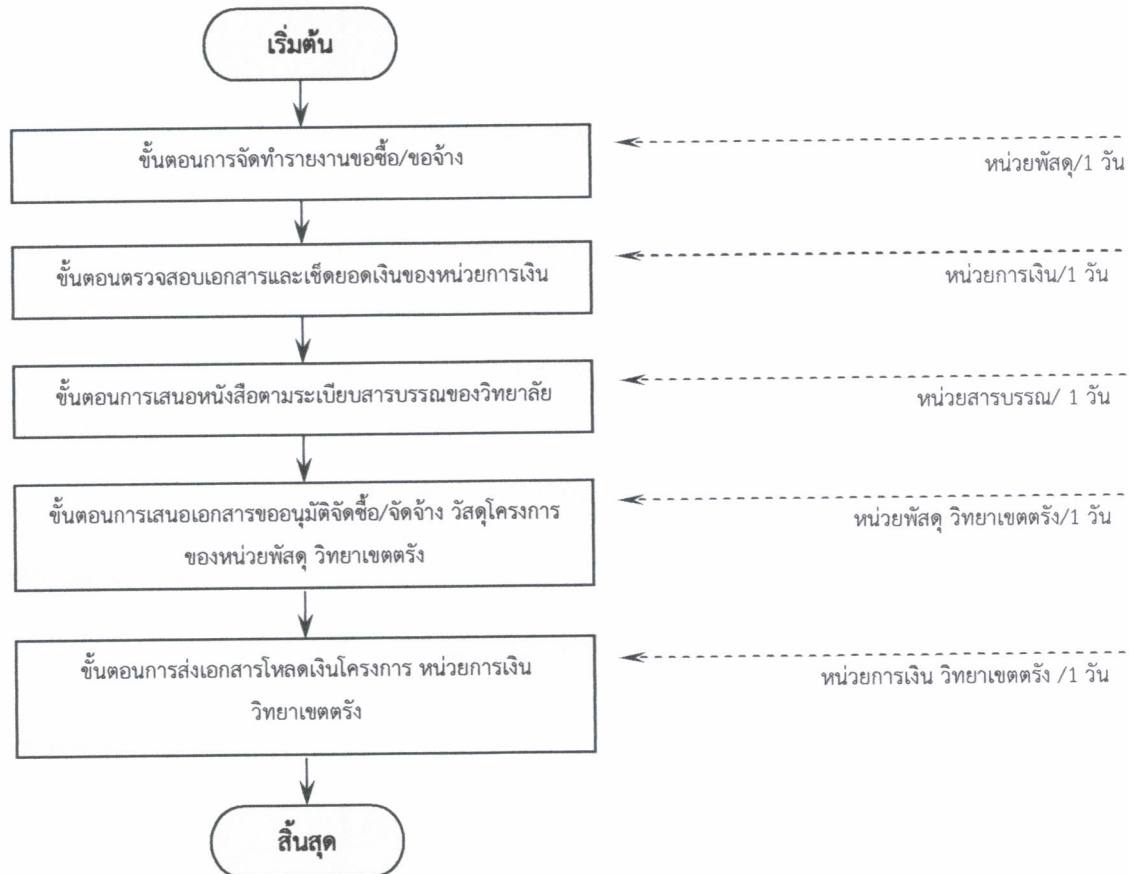 เริ่มต้น
ขั้นตอนการจัดทำรายงานขอซื้อ/ขอจ้าง
หน่วยพัสดุ/1 วัน
ขั้นตอนตรวจสอบเอกสารและเช็ดยอดเงินของหน่วยการเงิน
หน่วยการเงิน/1 วัน
ขั้นตอนการเสนอหนังสือตามระเบียบสารบรรณของวิทยาลัย
หน่วยสารบรรณ/ 1 วัน
ขั้นตอนการเสนอเอกสารขออนุมัติจัดซื้อ/จัดจ้าง วัสดุโครงการ
ของหน่วยพัสดุ วิทยาเขตตรัง
หน่วยพัสดุ วิทยาเขตตรัง/1 วัน
ขั้นตอนการส่งเอกสารโหลดเงินโครงการ หน่วยการเงิน
วิทยาเขตตรัง
หน่วยการเงิน วิทยาเขตตรัง /1 วัน
สิ้นสุด